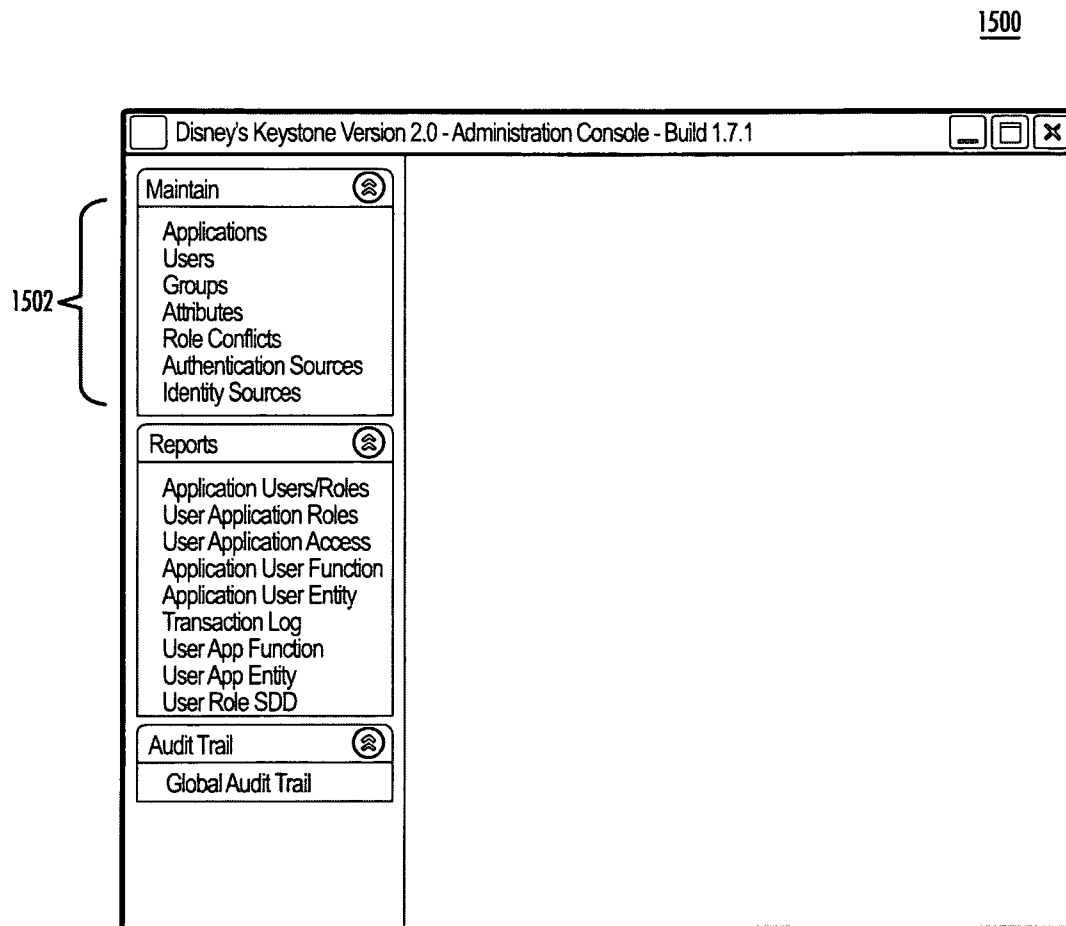 1500
Disney's Keystone Version 2.0 - Administration Console - Build 1.7.1
Maintain
Applications
Users
Groups
Attributes
Role Conflicts
Authentication Sources
Identity Sources
1502
Reports
Application Users/Roles
User Application Roles
User Application Access
Application User Function
Application User Entity
Transaction Log
User App Function
User App Entity
User Role SDD
Audit Trail
Global Audit Trail